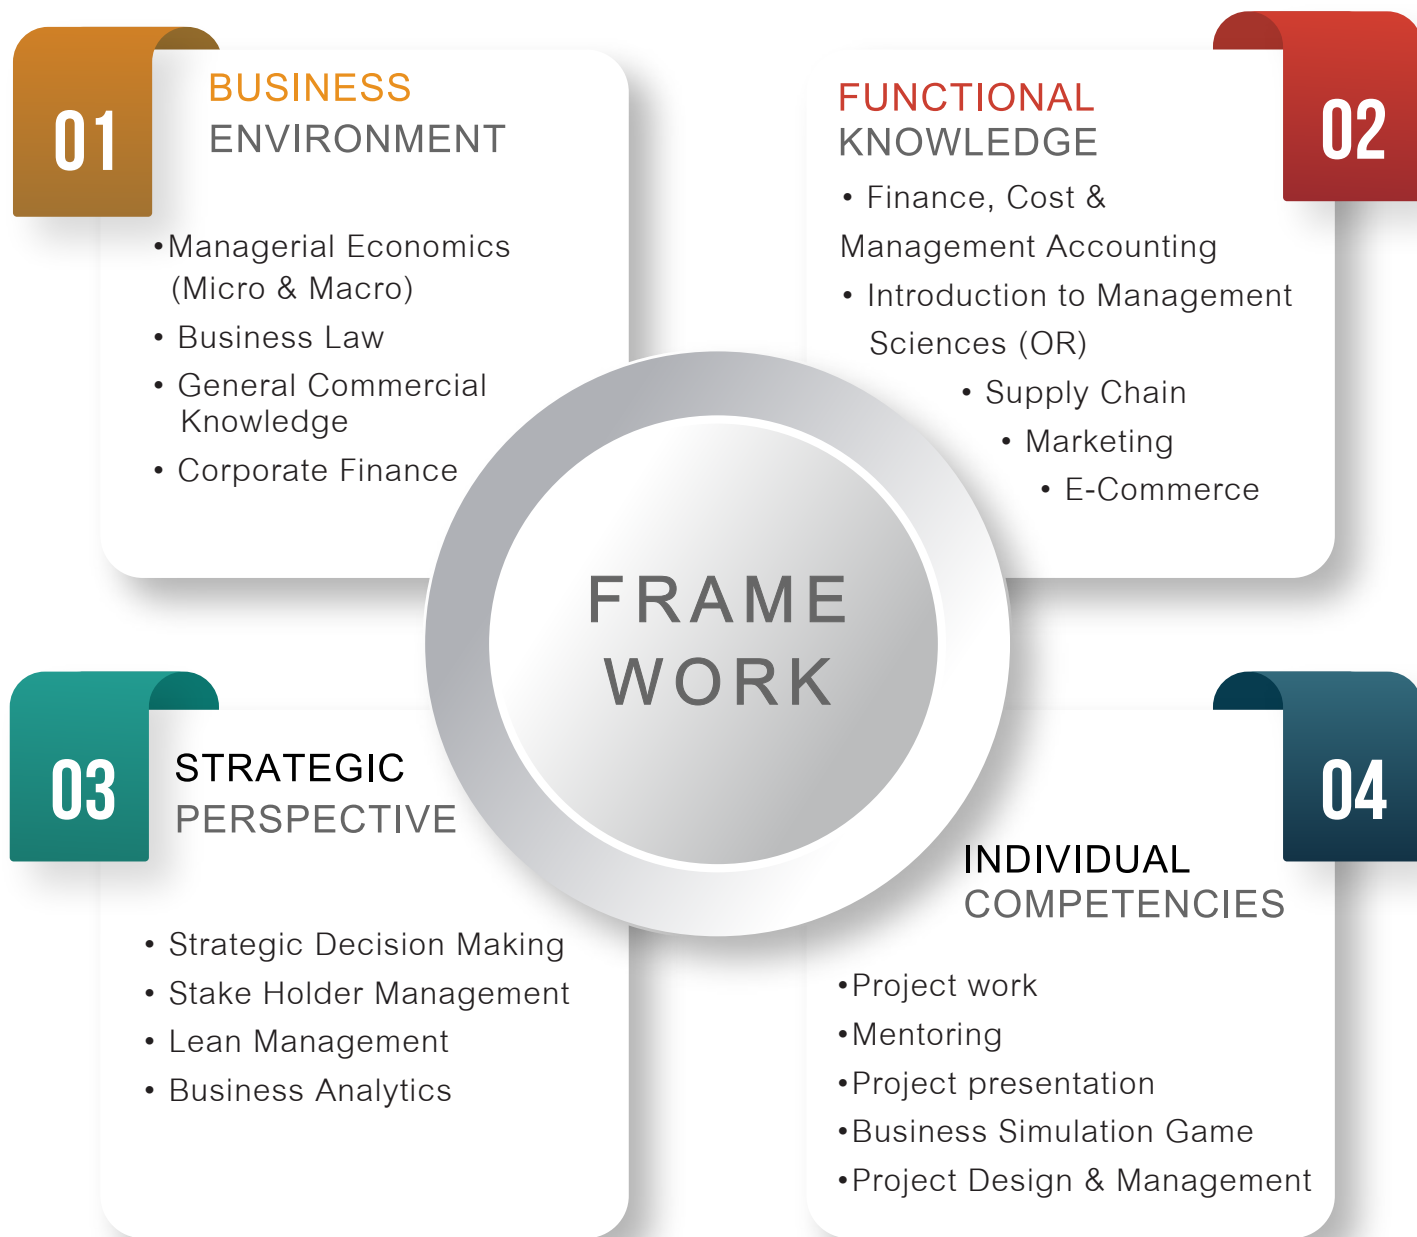 01
BUSINESS
ENVIRONMENT
•Managerial Economics
(Micro & Macro)
• Business Law
• General Commercial
Knowledge
• Corporate Finance
02
FUNCTIONAL
KNOWLEDGE
• Finance, Cost &
Management Accounting
• Introduction to Management
Sciences (OR)
• Supply Chain
• Marketing
• E-Commerce
FRAME
WORK
03
STRATEGIC
PERSPECTIVE
• Strategic Decision Making
• Stake Holder Management
• Lean Management
• Business Analytics
04
INDIVIDUAL
COMPETENCIES
•Project work
•Mentoring
•Project presentation
•Business Simulation Game
•Project Design & Management